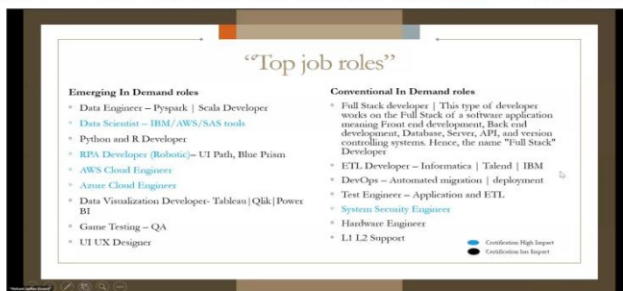 “Top job roles”
Emerging In Demand roles
Data Engineer – Pyspark | Scala Developer
Data Scientist – IBM/AWS/SAS tools
Python and R Developer
RPA Developer (Robotic)– UI Path, Blue Prism
AWS Cloud Engineer
Azure Cloud Engineer
Data Visualization Developer- Tableau|Qlik|Power
BI
Game Testing – QA
UI UX Designer
Conventional In Demand roles
Full Stack developer | This type of developer
works on the Full Stack of a software application
meaning Front end development, Back end
development, Database, Server, API, and version
controlling systems. Hence, the name "Full Stack"
Developer
ETL Developer – Informatica | Talend | IBM
DevOps – Automated migration | deployment
Test Engineer – Application and ETL
System Security Engineer
Hardware Engineer
L1 L2 Support
Certification High Impact
Certification less Impact